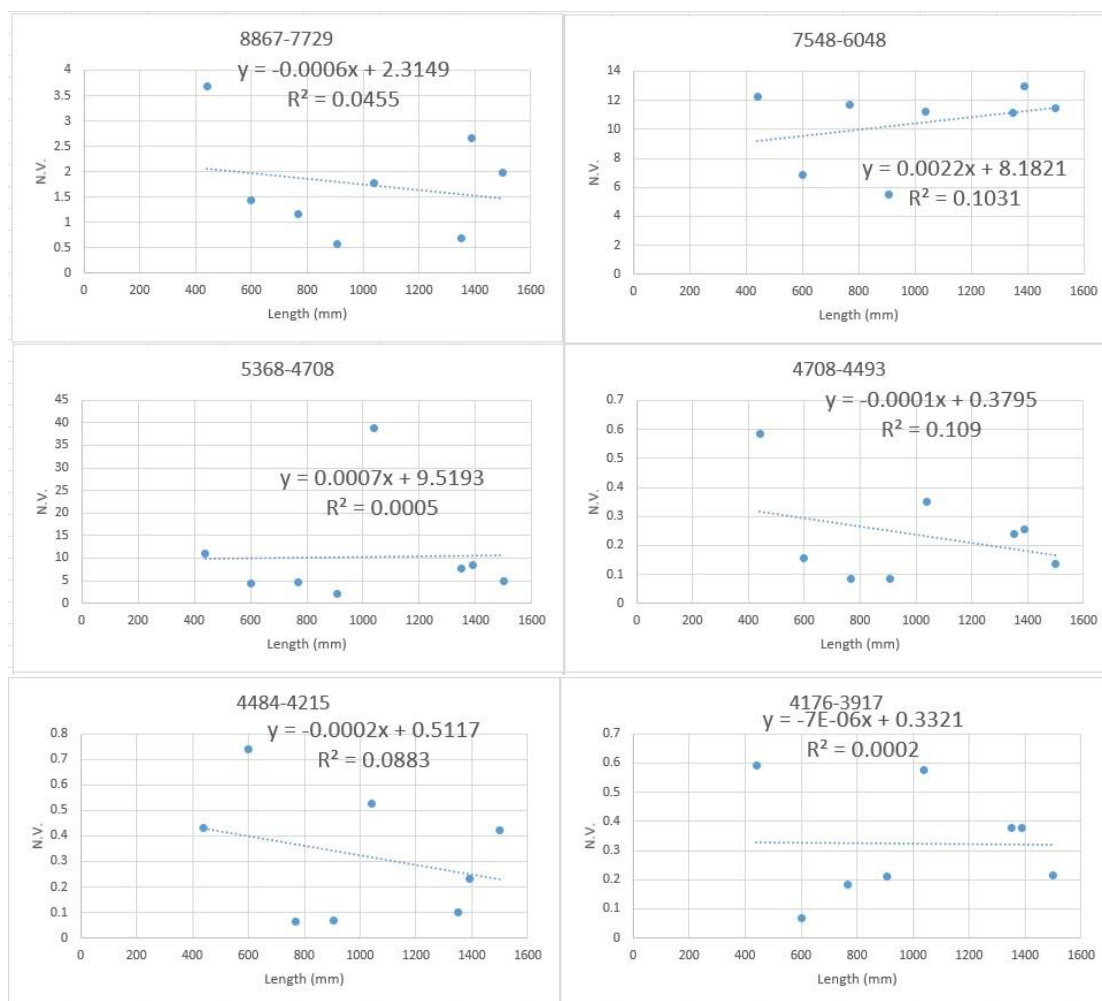 8867-7729
y = -0.0006x + 2.3149
R² = 0.0455
4
3.5
3
2.5
2
1.5
1
0.5
0
N.V.
0 200 400 600 800 1000 1200 1400 1600
Length (mm)
7548-6048
14
12
10
8
6
4
2
0
N.V.
y = 0.0022x + 8.1821
R² = 0.1031
0 200 400 600 800 1000 1200 1400 1600
Length (mm)
5368-4708
45
40
35
30
25
20
15
10
5
0
N.V.
y = 0.0007x + 9.5193
R² = 0.0005
0 200 400 600 800 1000 1200 1400 1600
Length (mm)
4708-4493
y = -0.0001x + 0.3795
R² = 0.109
0.7
0.6
0.5
0.4
0.3
0.2
0.1
0
N.V.
0 200 400 600 800 1000 1200 1400 1600
Length (mm)
4484-4215
y = -0.0002x + 0.5117
R² = 0.0883
0.8
0.7
0.6
0.5
0.4
0.3
0.2
0.1
0
N.V.
0 200 400 600 800 1000 1200 1400 1600
Length (mm)
4176-3917
y = -7E-06x + 0.3321
R² = 0.0002
0.7
0.6
0.5
0.4
0.3
0.2
0.1
0
N.V.
0 200 400 600 800 1000 1200 1400 1600
Length (mm)